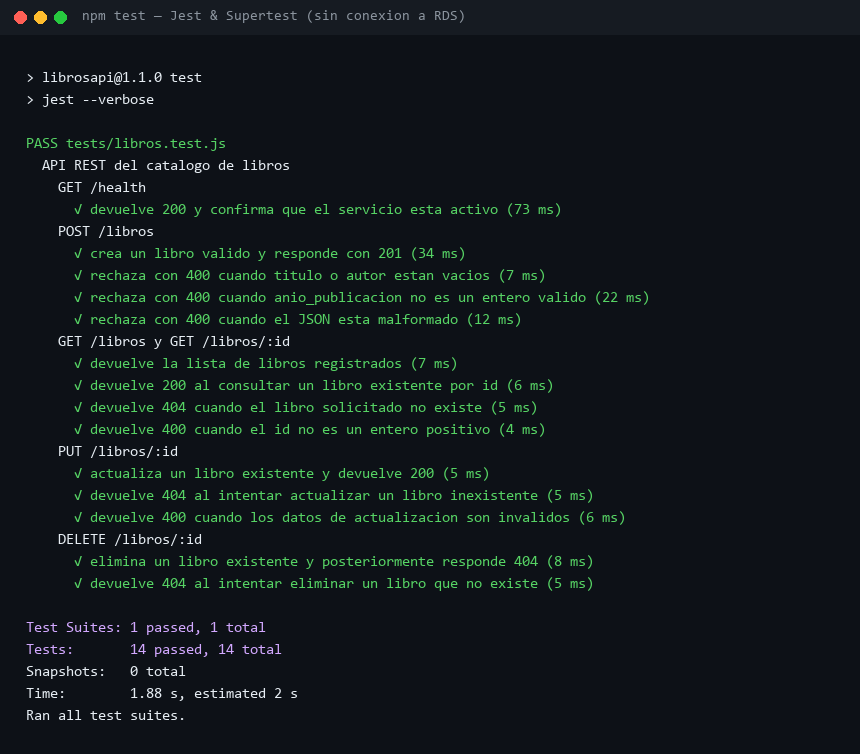 npm test — Jest & Supertest (sin conexion a RDS)
> librosapi@1.1.0 test
> jest --verbose
PASS tests/libros.test.js
API REST del catalogo de libros
GET /health
√ devuelve 200 y confirma que el servicio esta activo (73 ms)
POST /libros
√ crea un libro valido y responde con 201 (34 ms)
√ rechaza con 400 cuando titulo o autor estan vacios (7 ms)
√ rechaza con 400 cuando anio_publicacion no es un entero valido (22 ms)
√ rechaza con 400 cuando el JSON esta malformado (12 ms)
GET /libros y GET /libros/:id
√ devuelve la lista de libros registrados (7 ms)
√ devuelve 200 al consultar un libro existente por id (6 ms)
√ devuelve 404 cuando el libro solicitado no existe (5 ms)
√ devuelve 400 cuando el id no es un entero positivo (4 ms)
PUT /libros/:id
√ actualiza un libro existente y devuelve 200 (5 ms)
√ devuelve 404 al intentar actualizar un libro inexistente (5 ms)
√ devuelve 400 cuando los datos de actualizacion son invalidos (6 ms)
DELETE /libros/:id
√ elimina un libro existente y posteriormente responde 404 (8 ms)
√ devuelve 404 al intentar eliminar un libro que no existe (5 ms)
Test Suites: 1 passed, 1 total
Tests:       14 passed, 14 total
Snapshots:   0 total
Time:        1.88 s, estimated 2 s
Ran all test suites.